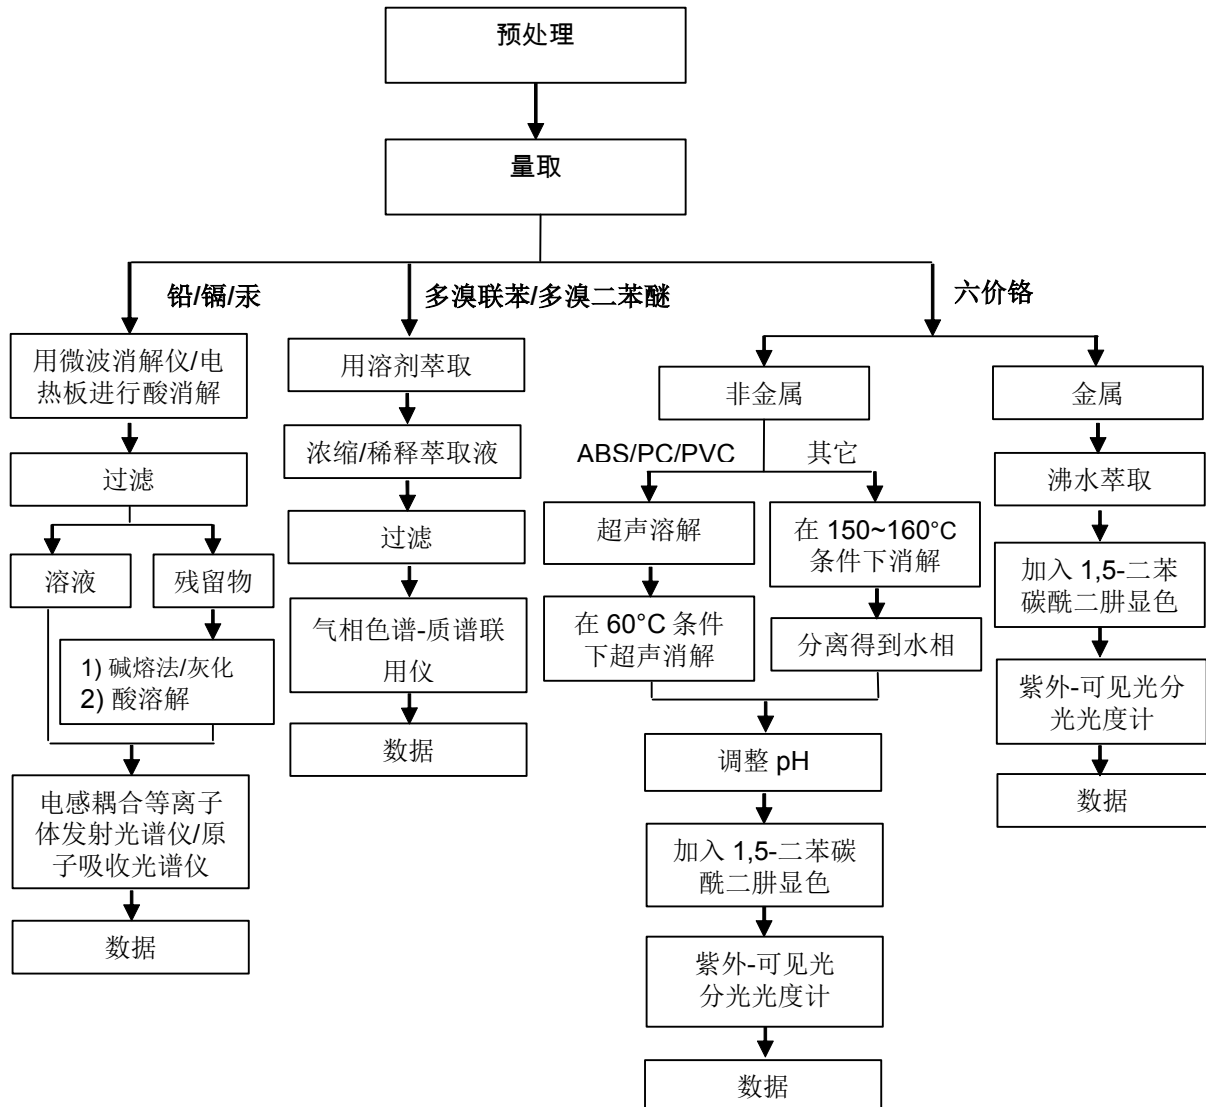 预处理
量取
铅/镉/汞
多溴联苯/多溴二苯醚
六价铬
用微波消解仪/电
热板进行酸消解
过滤
溶液
残留物
1) 碱熔法/灰化
2) 酸溶解
电感耦合等离子
体发射光谱仪/原
子吸收光谱仪
数据
用溶剂萃取
浓缩/稀释萃取液
过滤
气相色谱-质谱联
用仪
数据
非金属
ABS/PC/PVC
其它
超声溶解
在 60°C 条件
下超声消解
在 150~160°C
条件下消解
分离得到水相
调整 pH
加入 1,5-二苯碳
酰二肼显色
紫外-可见光
分光光度计
数据
金属
沸水萃取
加入 1,5-二苯
碳酰二肼显色
紫外-可见光分
光光度计
数据